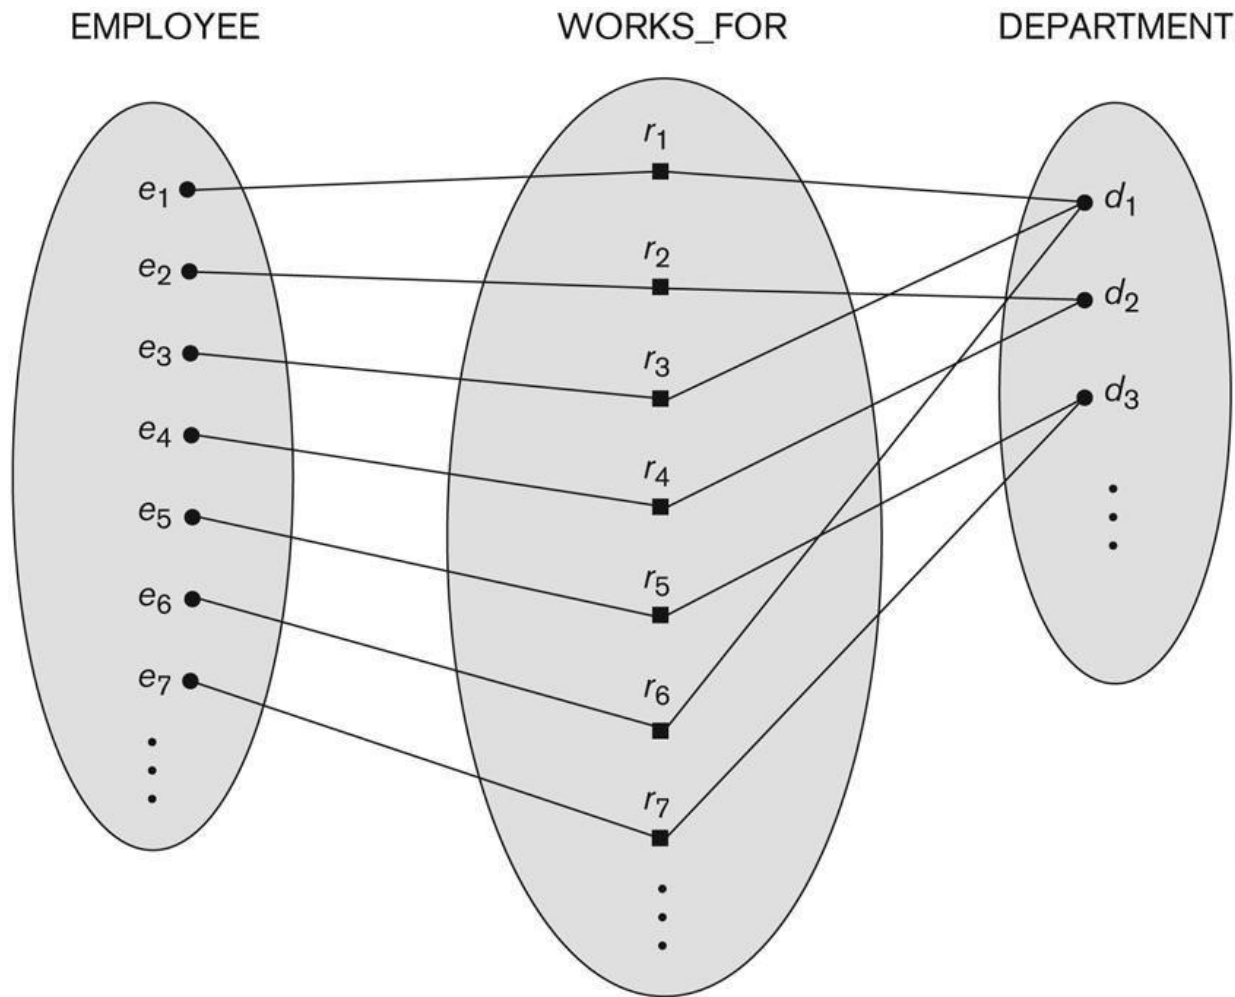 EMPLOYEE WORKS_FOR DEPARTMENT
r₁
e₁
d₁
r₂
e₂
d₂
e₃
r₃
d₃
e₄
r₄
e₅
r₅
e₆
r₆
e₇
r₇